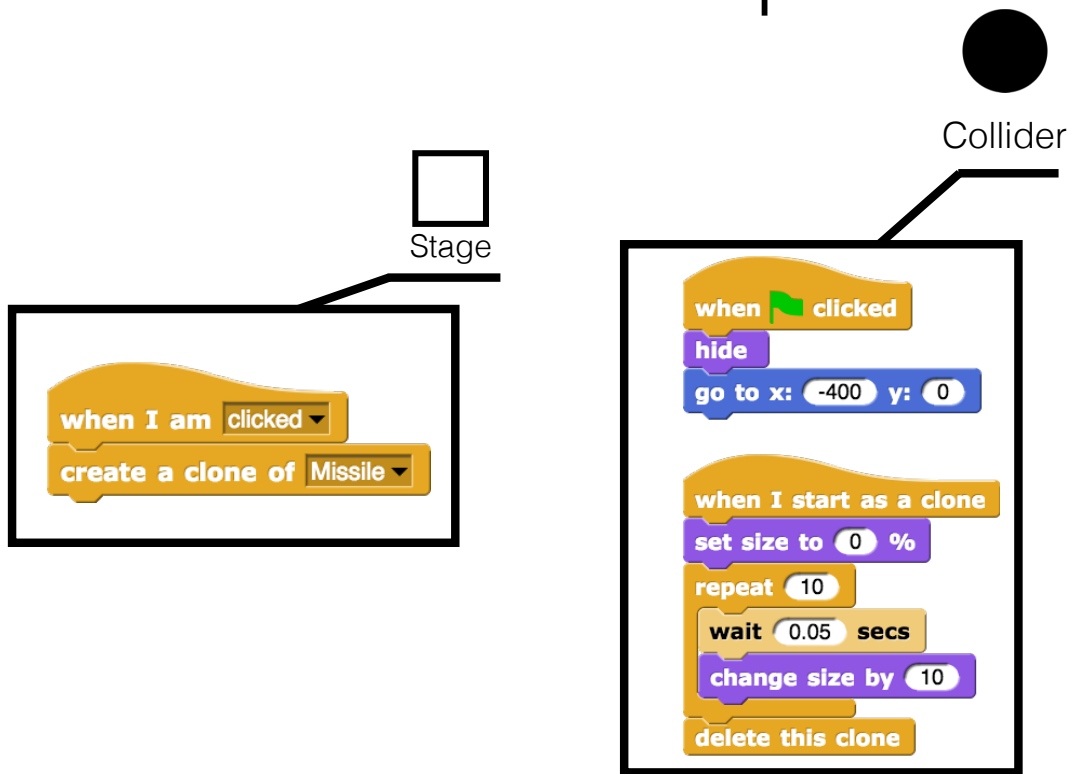 Collider
Stage
when I am clicked
create a clone of Missile
when clicked
hide
go to x: -400 y: 0
when I start as a clone
set size to 0 %
repeat 10
wait 0.05 secs
change size by 10
delete this clone